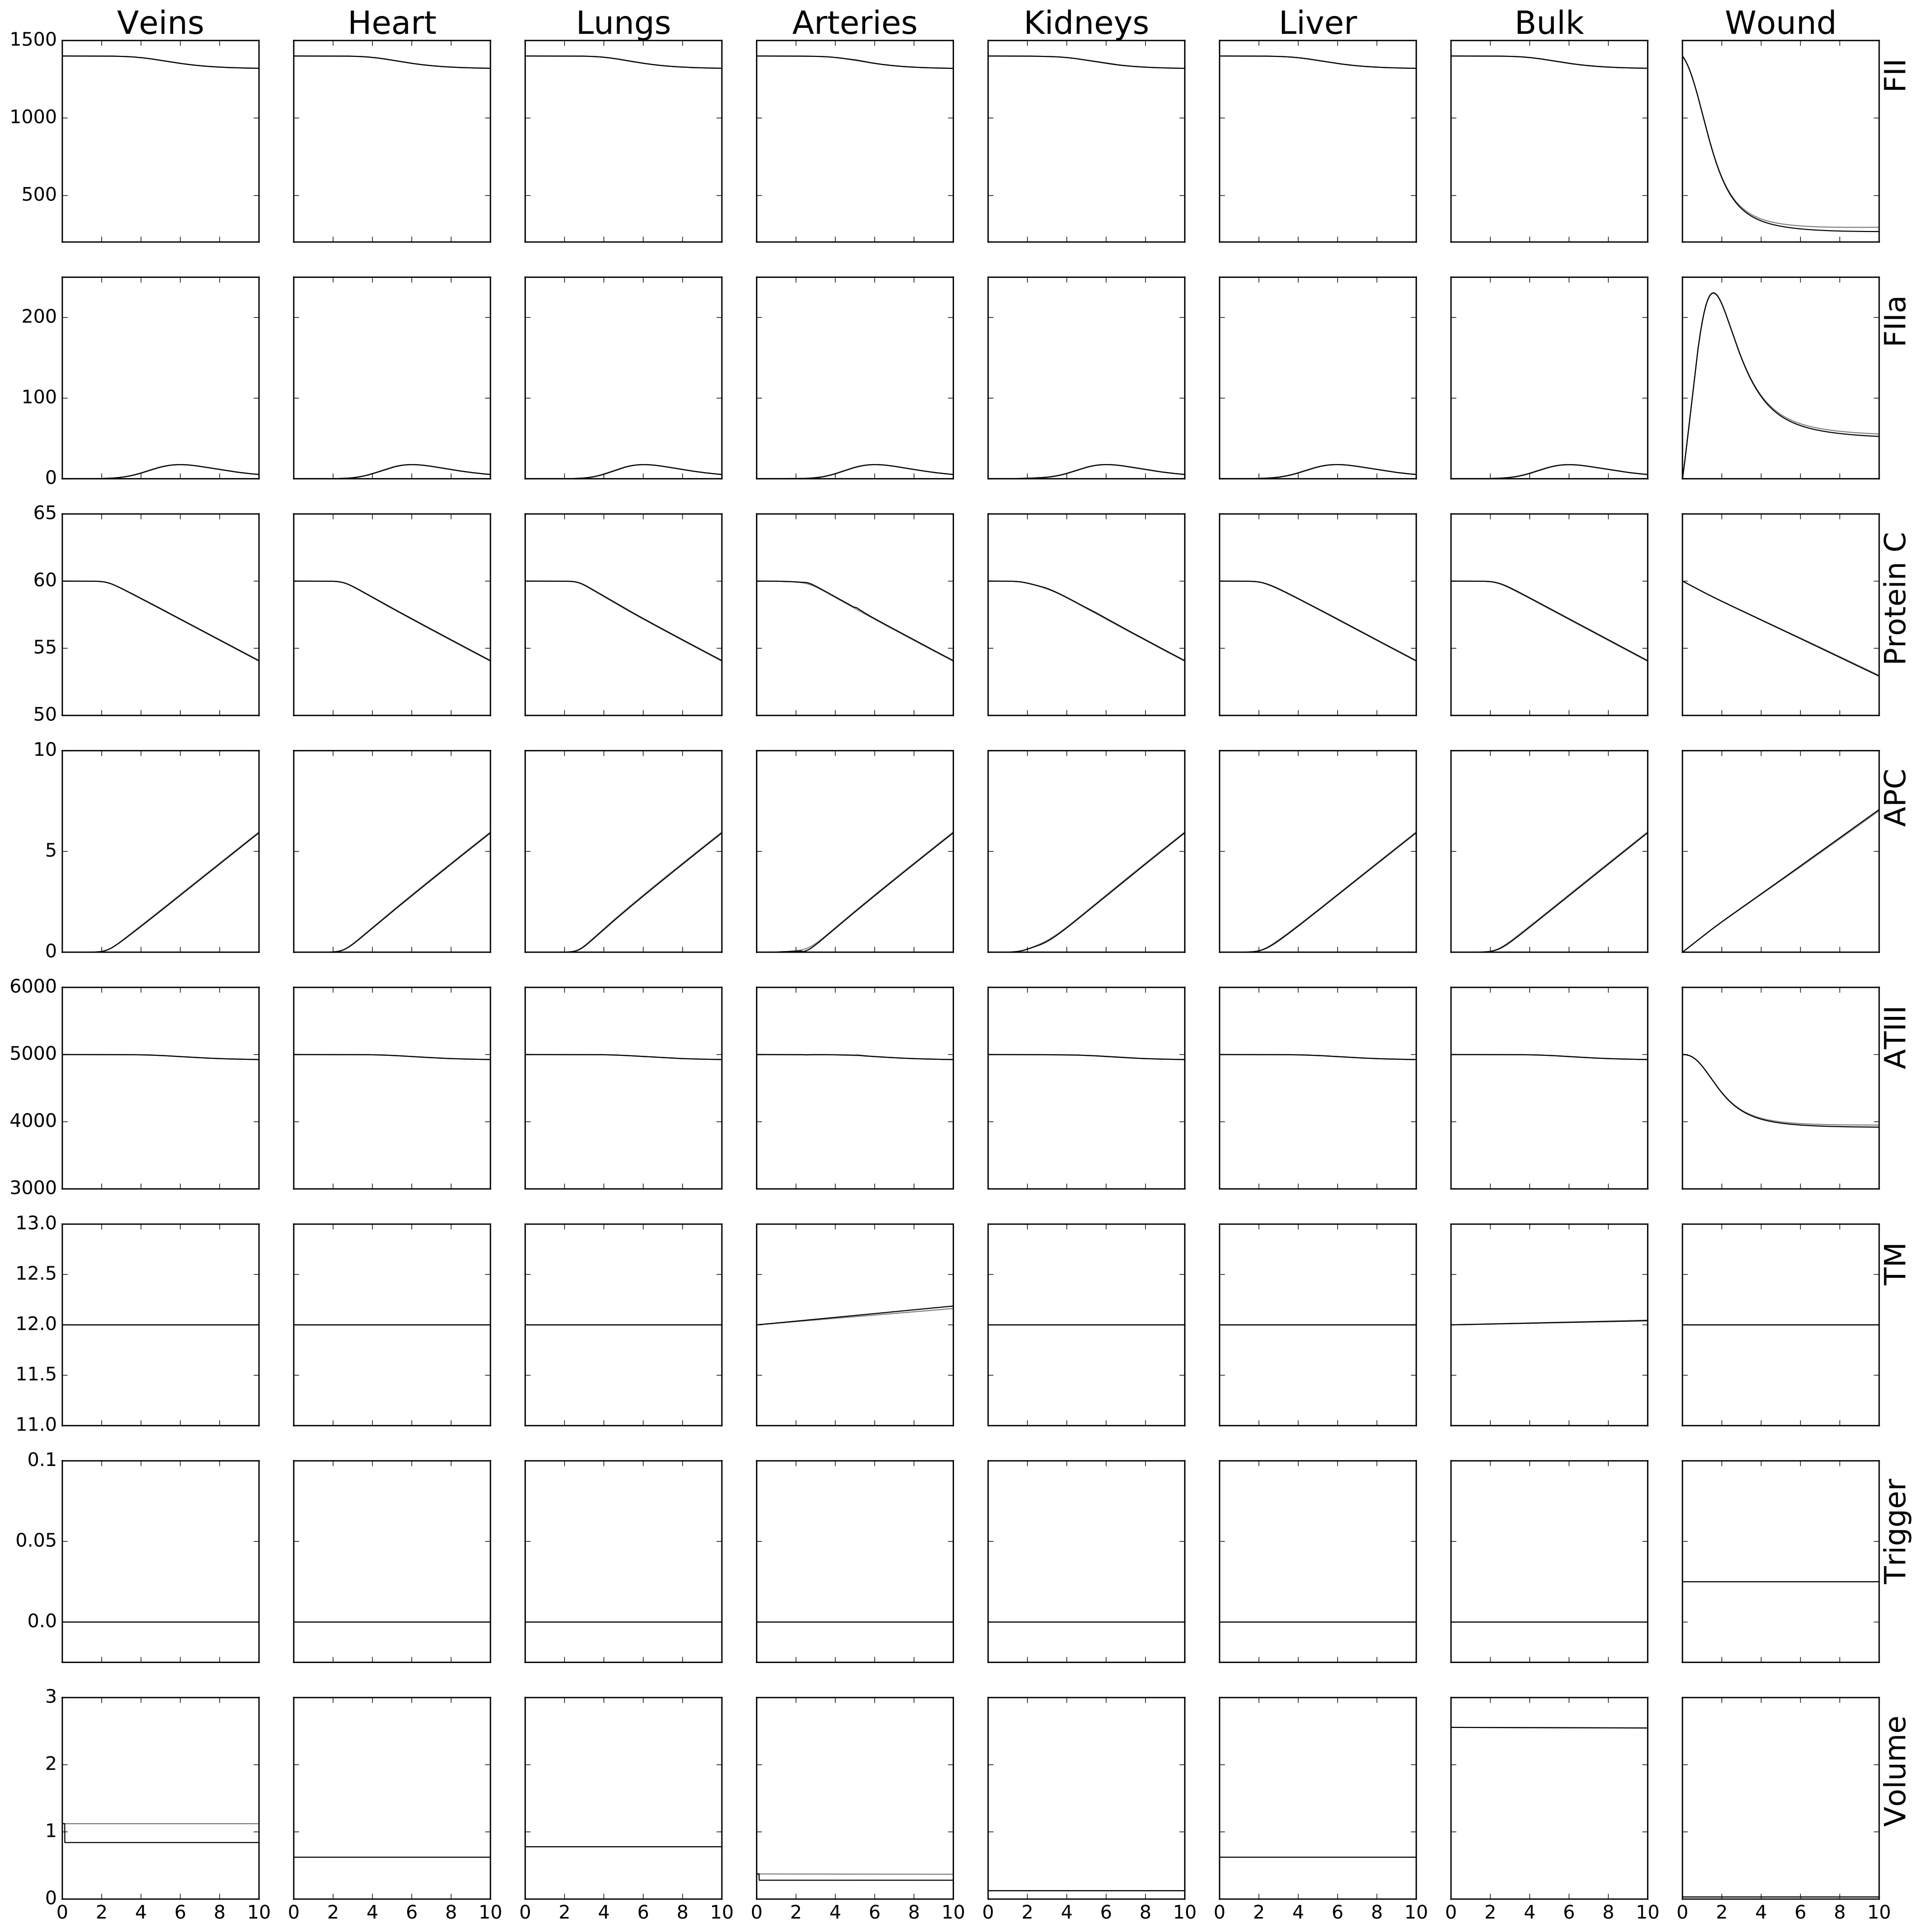 Veins Heart Lungs Arteries Kidneys Liver Bulk Wound
1500
1000
500
FII
200
100
0
FIIa
65
60
55
50
Protein C
10
5
0
APC
6000
5000
4000
3000
ATIII
13.0
12.5
12.0
11.5
11.0
TM
0.1
0.05
0.0
Trigger
3
2
1
0
Volume
0 2 4 6 8 10 0 2 4 6 8 10 0 2 4 6 8 10 0 2 4 6 8 10 0 2 4 6 8 10 0 2 4 6 8 10 0 2 4 6 8 10 0 2 4 6 8 10